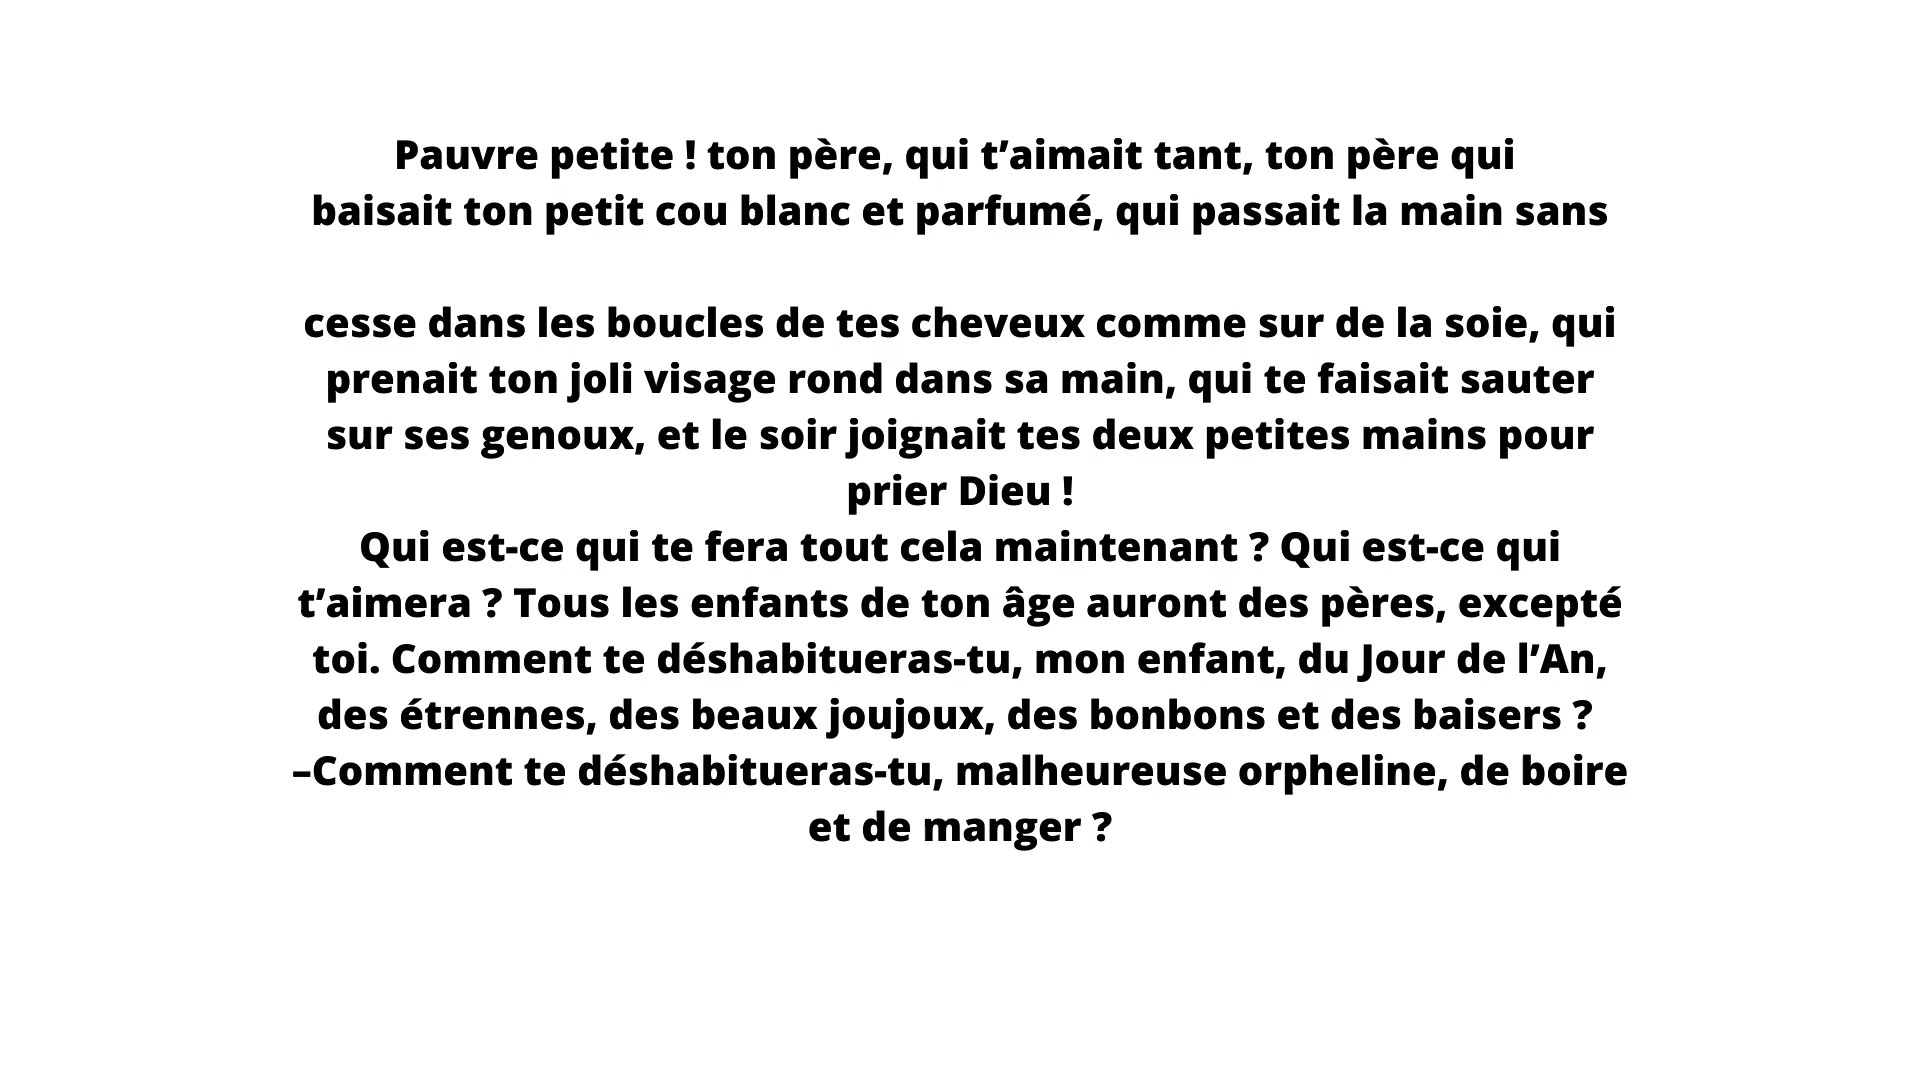 Pauvre petite ! ton père, qui t’aimait tant, ton père qui
baisait ton petit cou blanc et parfumé, qui passait la main sans
cesse dans les boucles de tes cheveux comme sur de la soie, qui
prenait ton joli visage rond dans sa main, qui te faisait sauter
sur ses genoux, et le soir joignait tes deux petites mains pour
prier Dieu !
Qui est-ce qui te fera tout cela maintenant ? Qui est-ce qui
t’aimera ? Tous les enfants de ton âge auront des pères, excepté
toi. Comment te déshabitueras-tu, mon enfant, du Jour de l’An,
des étrennes, des beaux joujoux, des bonbons et des baisers ?
–Comment te déshabitueras-tu, malheureuse orpheline, de boire
et de manger ?